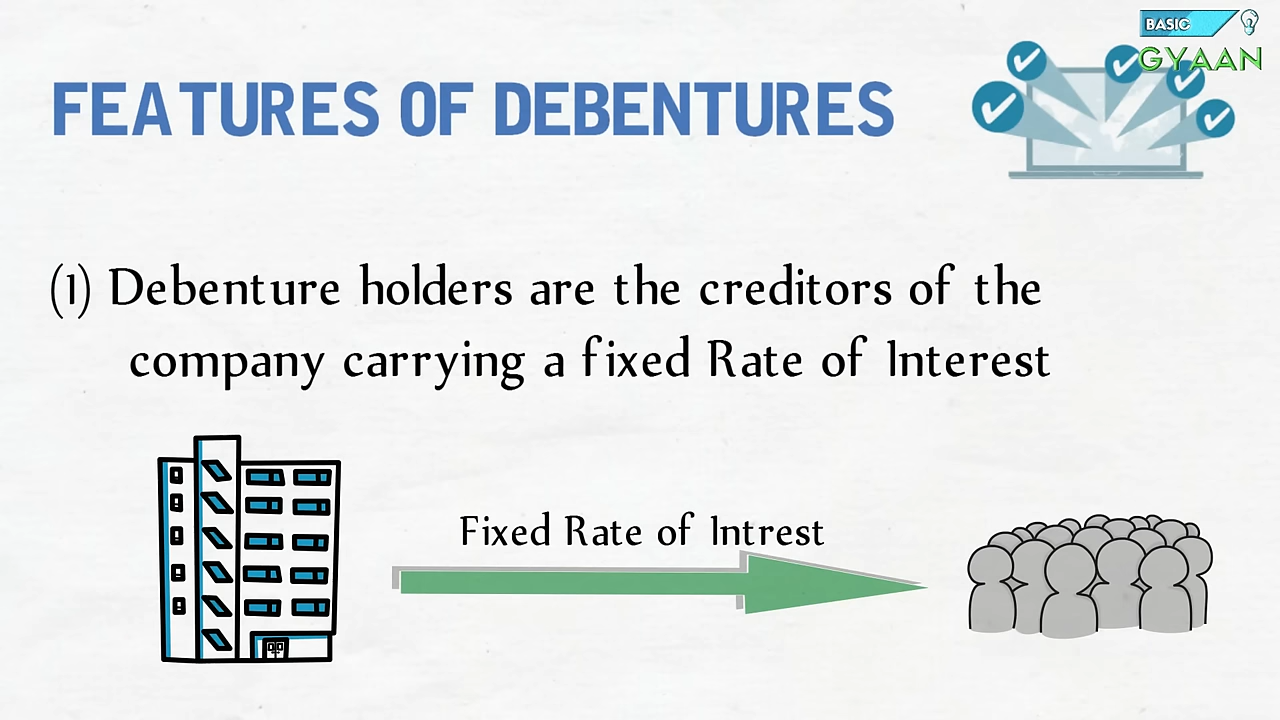 BASIC
GYAAN
FEATURES OF DEBENTURES
(1) Debenture holders are the creditors of the
company carrying a fixed Rate of Interest
Fixed Rate of Intrest